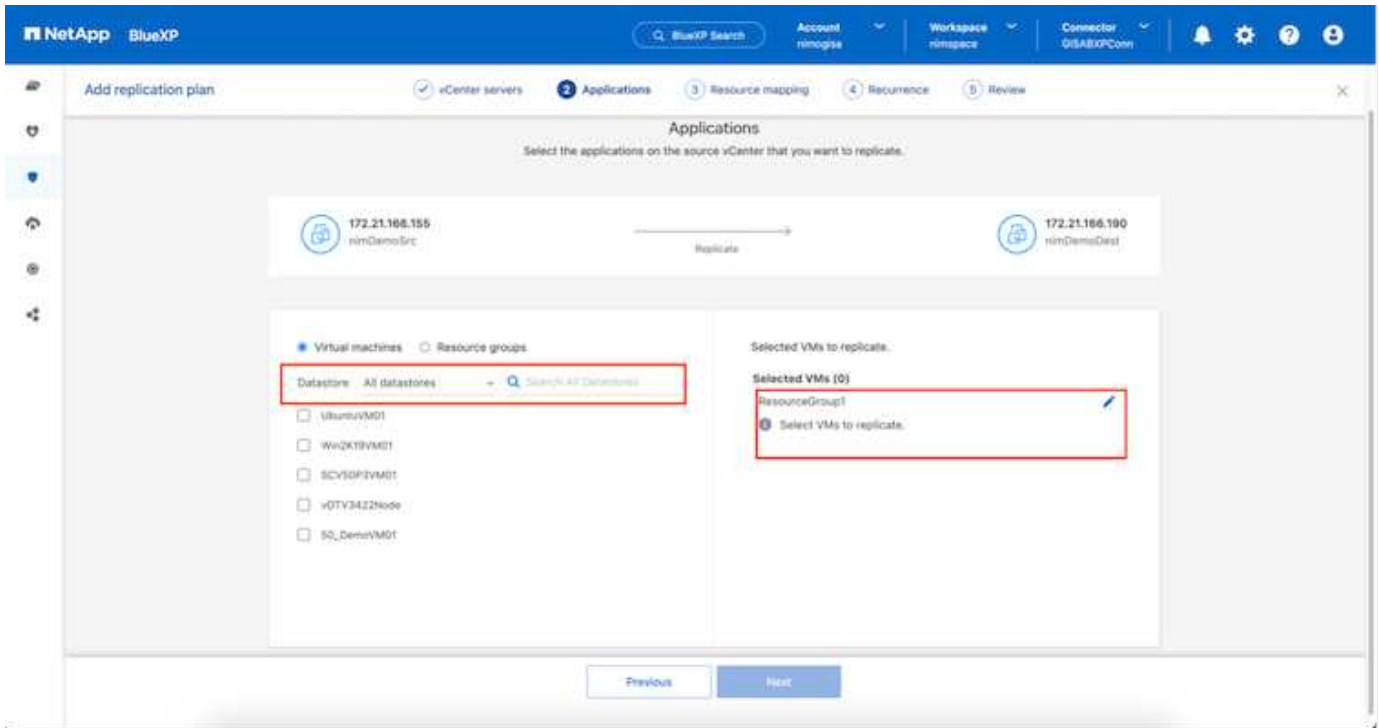 NetApp BlueXP
BlueXP Search
Account
nimogisa
Workspace
nimspace
Connector
GISABXPConn
Add replication plan
vCenter servers
2 Applications
3 Resource mapping
4 Recurrence
5 Review
Applications
Select the applications on the source vCenter that you want to replicate.
172.21.166.155
nimDemoSrc
Replicate
172.21.166.190
nimDemoDest
Virtual machines
Resource groups
Datastore All datastores
Search All Datastores
Selected VMs to replicate.
Selected VMs (0)
ResourceGroup1
Select VMs to replicate.
UbuntuVM01
Win2K19VM01
SCV50P3VM01
vOTV3422Node
50_DemoVM01
Previous
Next